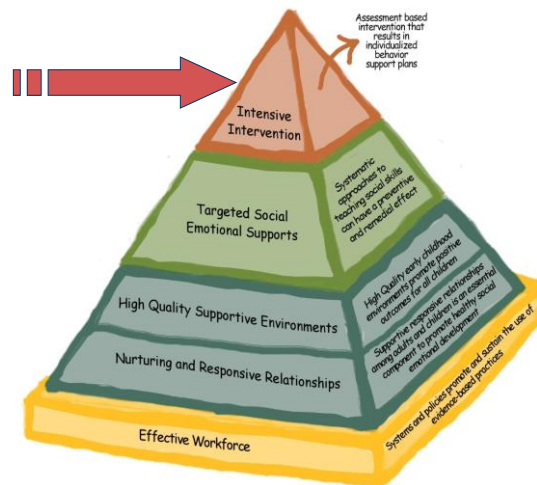 Assessment based
intervention that
results in
individualized
behavior
support plans
Intensive
Intervention
Systematic
approaches to
teaching social skills
can have a preventive
and remedial effect
Targeted Social
Emotional Supports
High Quality early childhood
environments promote positive
outcomes for all children
High Quality Supportive Environments
Supportive responsive relationships
among adults and children is an essential
component to promote healthy social
emotional development
Nurturing and Responsive Relationships
Systems and policies promote and sustain the use of
evidence-based practices
Effective Workforce